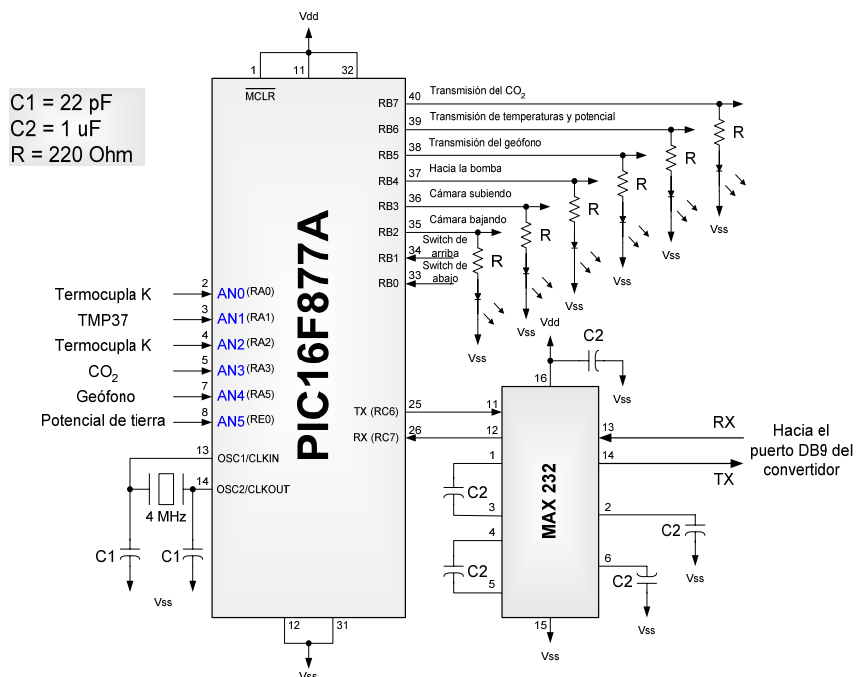 Vdd
1
11
32
MCLR
C1 = 22 pF
C2 = 1 uF
R = 220 Ohm
PIC16F877A
RB7
40
Transmisión del CO2
RB6
39
Transmisión de temperaturas y potencial
RB5
38
Transmisión del geófono
RB4
37
Hacia la bomba
RB3
36
Cámara subiendo
RB2
35
Cámara bajando
RB1
34
Switch de
arriba
RB0
33
Switch de
abajo
R
R
R
R
R
R
Vss
Vss
Vss
Vss
Vss
Vss
Termocupla K
2
AN0 (RA0)
TMP37
3
AN1 (RA1)
Termocupla K
4
AN2 (RA2)
CO2
5
AN3 (RA3)
Geófono
7
AN4 (RA5)
Potencial de tierra
8
AN5 (RE0)
13
OSC1/CLKIN
14
OSC2/CLKOUT
4 MHz
C1
C1
Vss
12
31
Vss
TX (RC6)
25
RX (RC7)
26
Vdd
C2
Vss
16
MAX 232
11
12
1
C2
3
4
C2
5
13
RX
14
TX
Hacia el
puerto DB9 del
convertidor
2
C2
Vss
6
C2
Vss
15
Vss